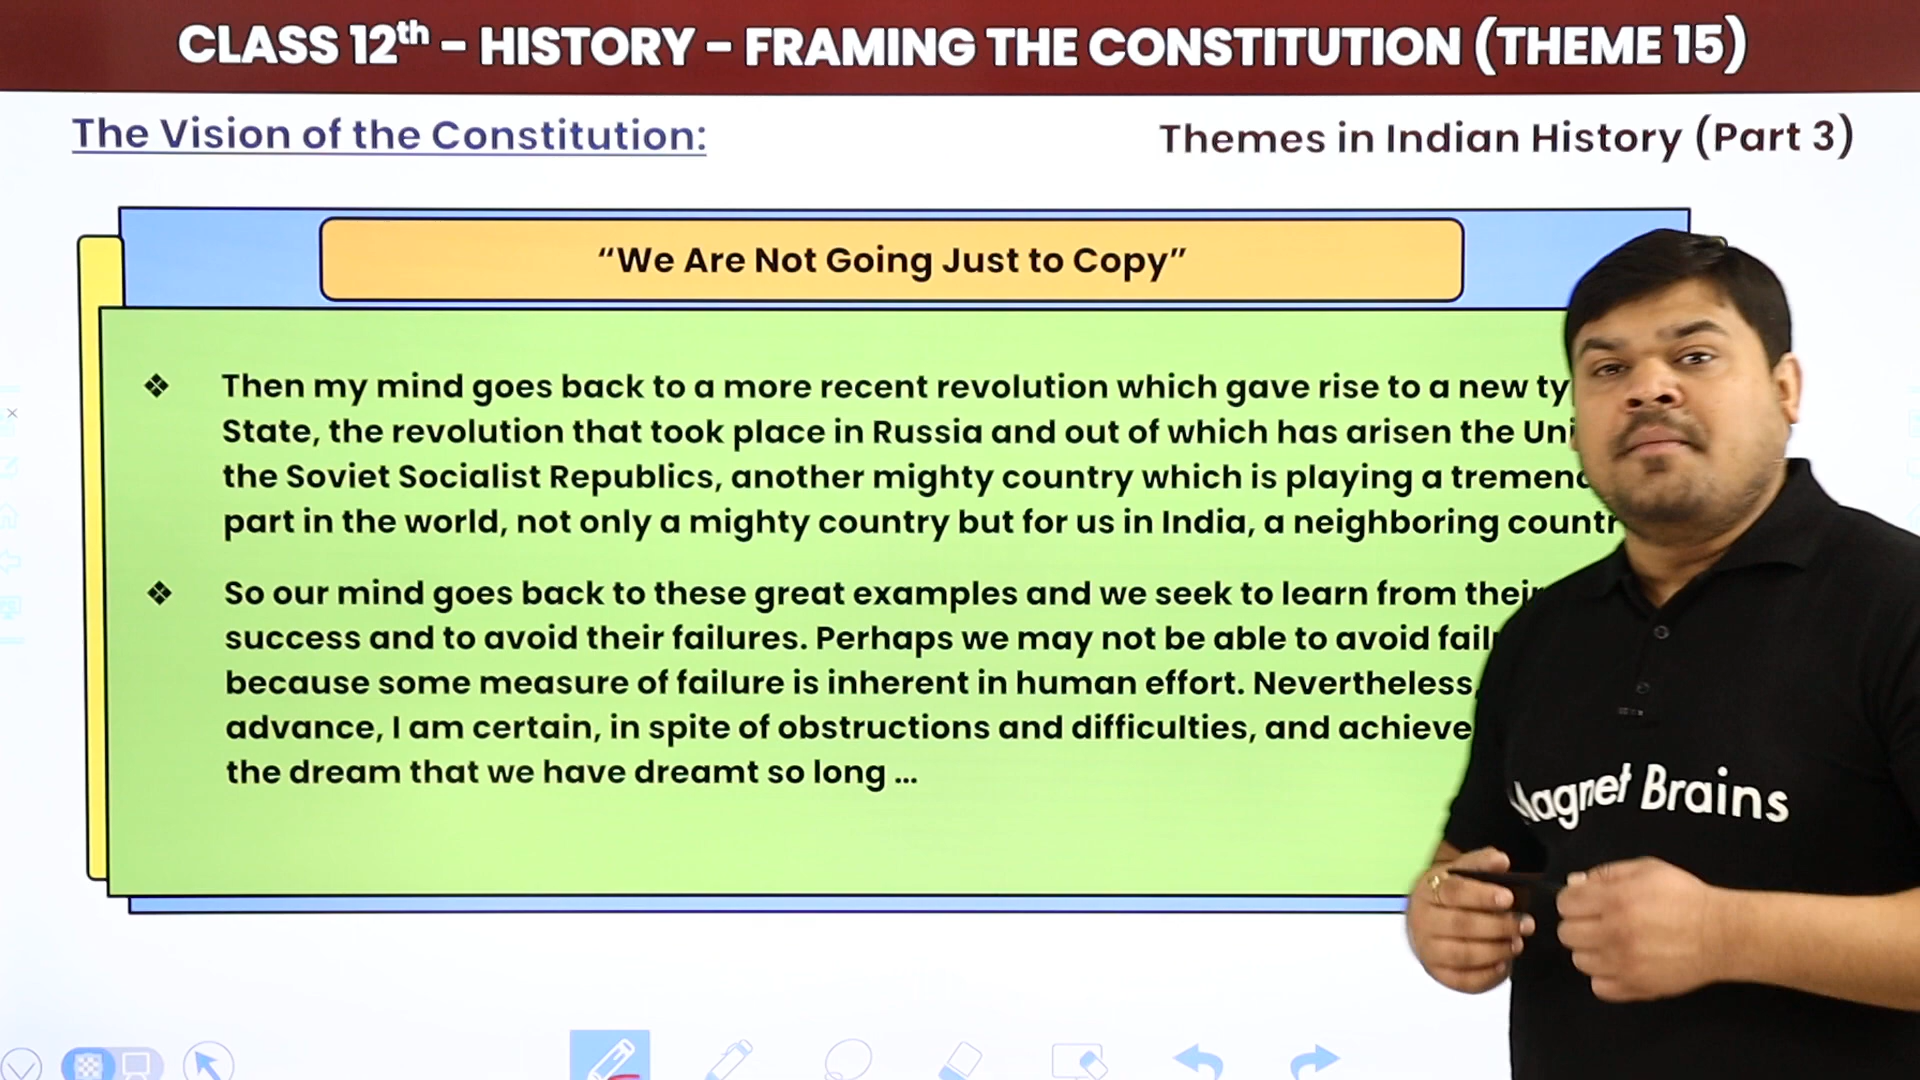 CLASS 12th – HISTORY – FRAMING THE CONSTITUTION (THEME 15)
The Vision of the Constitution:
Themes in Indian History (Part 3)
“We Are Not Going Just to Copy”
❖ Then my mind goes back to a more recent revolution which gave rise to a new
State, the revolution that took place in Russia and out of which has arisen the
the Soviet Socialist Republics, another mighty country which is playing a
part in the world, not only a mighty country but for us in India, a neighboring
❖ So our mind goes back to these great examples and we seek to learn from their
success and to avoid their failures. Perhaps we may not be able to avoid
because some measure of failure is inherent in human effort. Nevertheless,
advance, I am certain, in spite of obstructions and difficulties, and achieve
the dream that we have dreamt so long ...
Magnet Brains